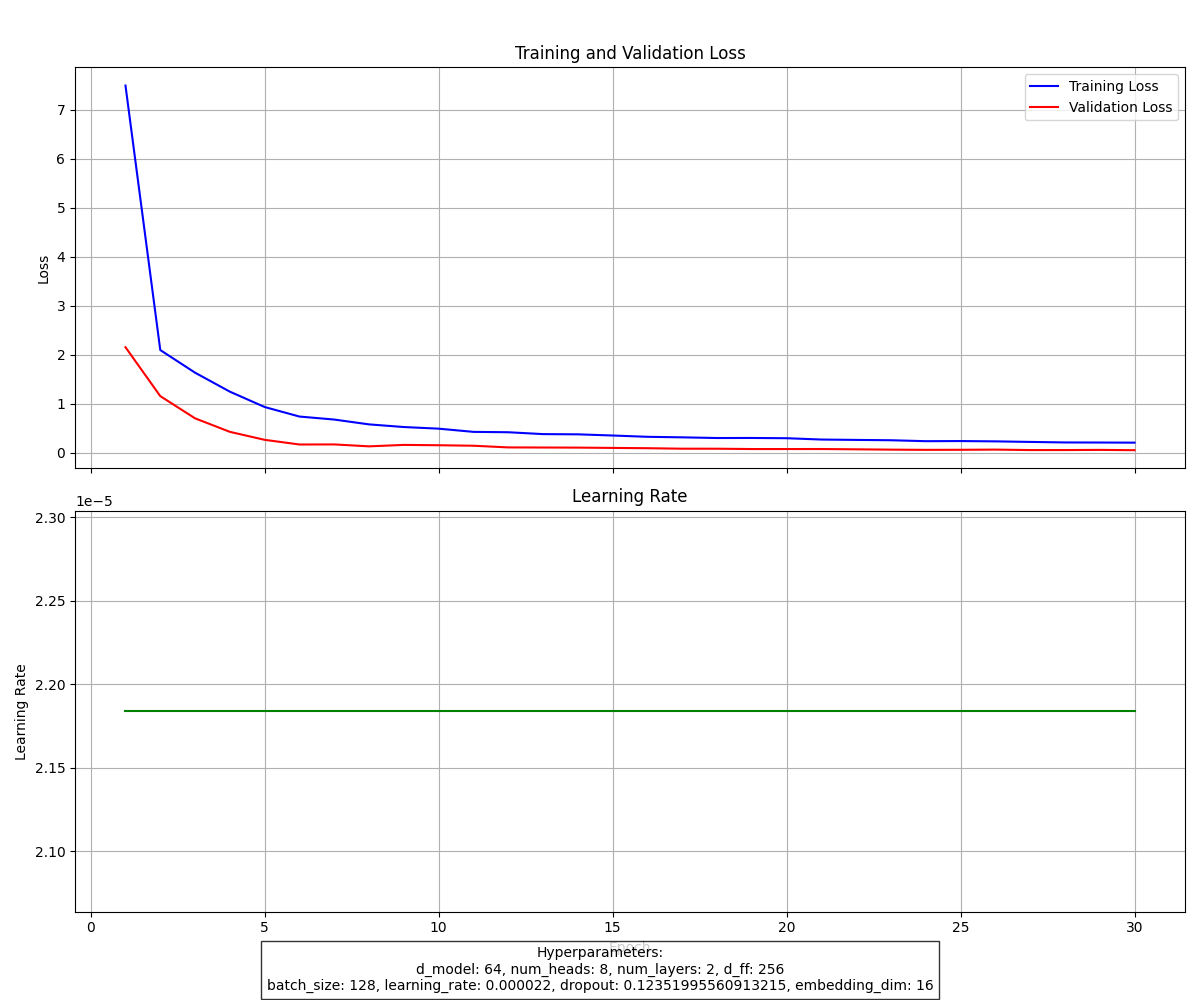 Training and Validation Loss
Training Loss
Validation Loss
7
6
5
4
3
2
1
0
Loss
1e−5
Learning Rate
2.30
2.25
2.20
2.15
2.10
Learning Rate
0 5 10 15 20 25 30
Epoch
Hyperparameters:
d_model: 64, num_heads: 8, num_layers: 2, d_ff: 256
batch_size: 128, learning_rate: 0.000022, dropout: 0.12351995560913215, embedding_dim: 16